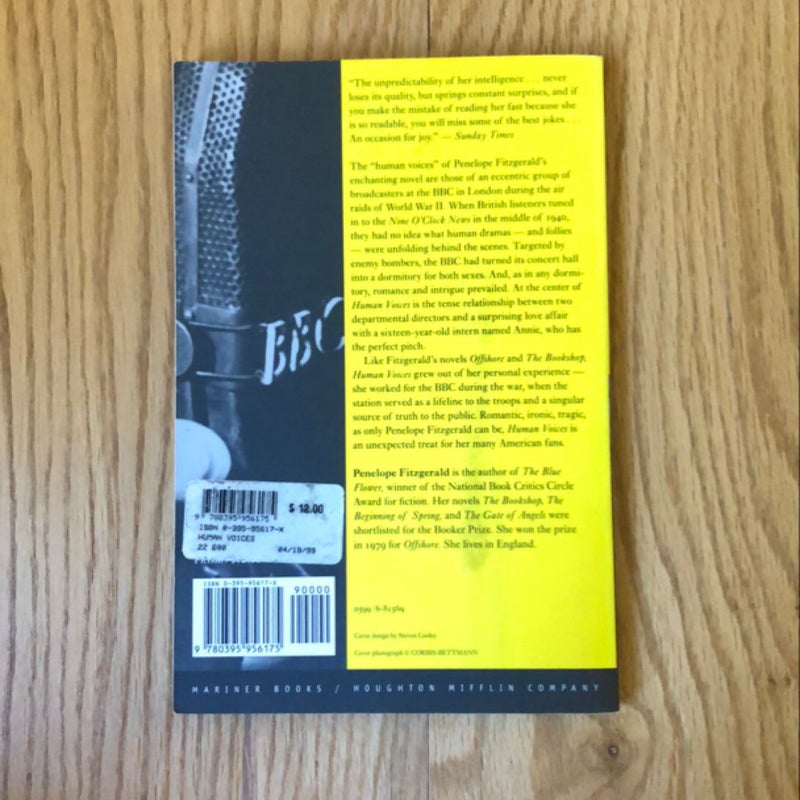 "The unpredictability of her intelligence . . . never
loses its quality, but springs constant surprises, and if
you make the mistake of reading her fast because she
is so readable, you will miss some of the best jokes . . .
An occasion for joy." — Sunday Times
The "human voices" of Penelope Fitzgerald's
enchanting novel are those of an eccentric group of
broadcasters at the BBC in London during the air
raids of World War II. When British listeners tuned
in to the Nine O'Clock News in the middle of 1940,
they had no idea what human dramas — and follies
— were unfolding behind the scenes. Targeted by
enemy bombers, the BBC had turned its concert hall
into a dormitory for both sexes. And, as in any dormi-
tory, romance and intrigue prevailed. At the center of
Human Voices is the tense relationship between two
departmental directors and a surprising love affair
with a sixteen-year-old intern named Annie, who has
the perfect pitch.
Like Fitzgerald's novels Offshore and The Bookshop,
Human Voices grew out of her personal experience —
she worked for the BBC during the war, when the
station served as a lifeline to the troops and a singular
source of truth to the public. Romantic, ironic, tragic,
as only Penelope Fitzgerald can be, Human Voices is
an unexpected treat for her many American fans.
Penelope Fitzgerald is the author of The Blue
Flower, winner of the National Book Critics Circle
Award for fiction. Her novels The Bookshop, The
Beginning of Spring, and The Gate of Angels were
shortlisted for the Booker Prize. She won the prize
in 1979 for Offshore. She lives in England.
0599/6-82369
Cover design by Steven Cooley
Cover photograph © CORBIS-BETTMANN
BBC
$ 12.00
9 780395 956175
ISBN 0-395-95617-X
HUMAN VOICES
22 600 04/19/99
ISBN 0-395-95617-X
90000
9 780395 956175
MARINER BOOKS / HOUGHTON MIFFLIN COMPANY